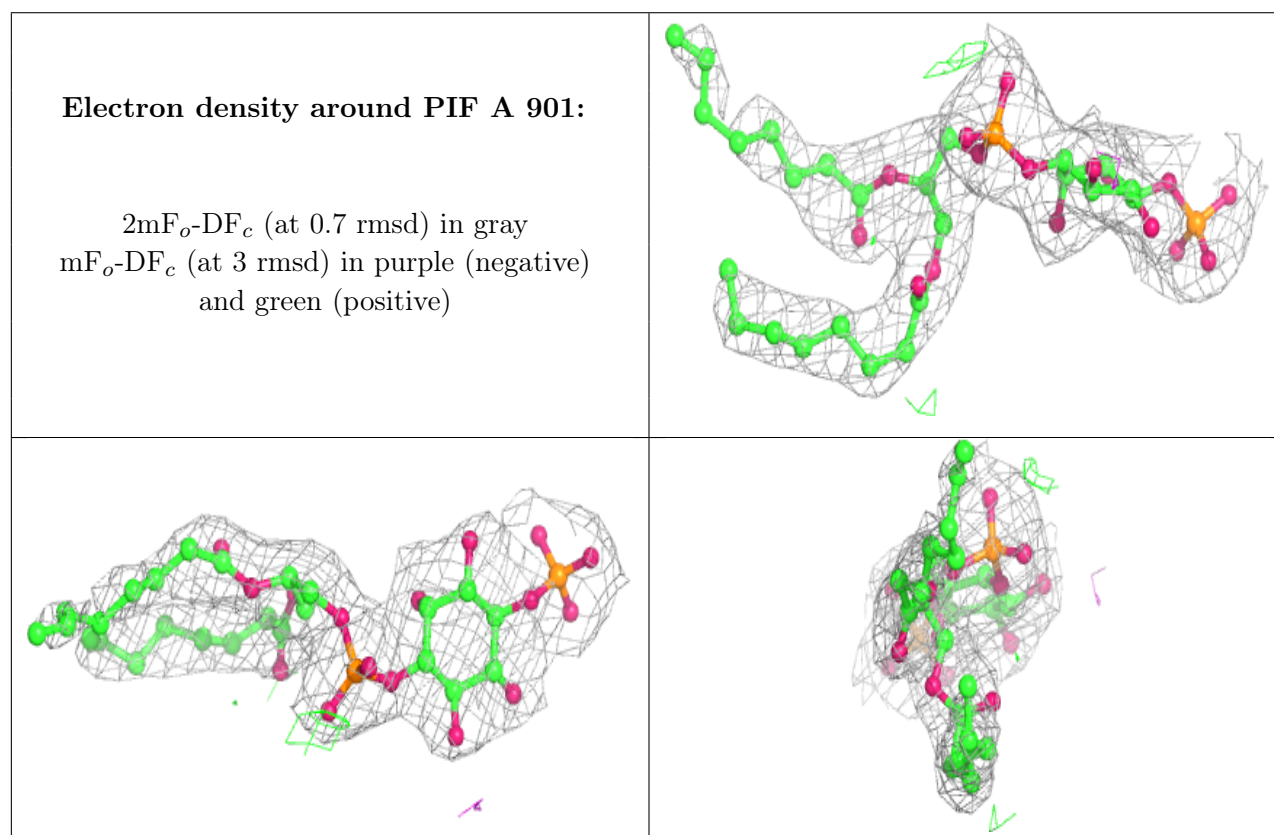 Electron density around PIF A 901:
2mFo-DFc (at 0.7 rmsd) in gray
mFo-DFc (at 3 rmsd) in purple (negative)
and green (positive)